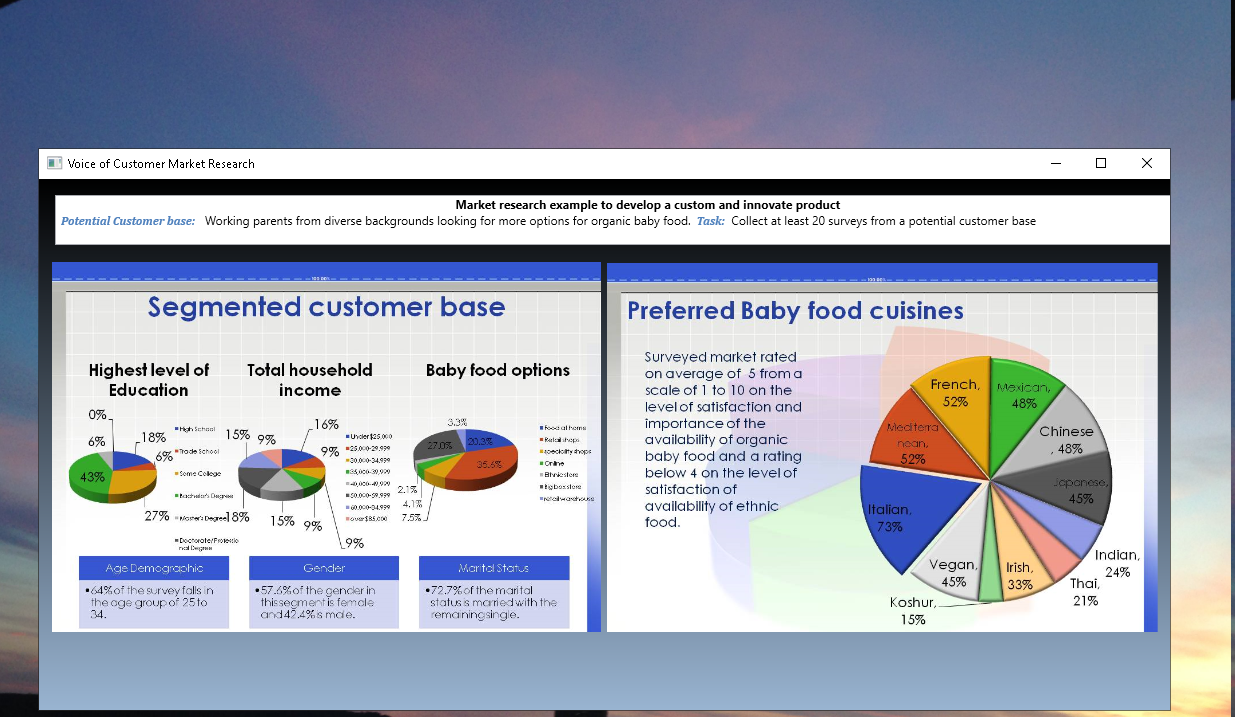 Voice of Customer Market Research
Market research example to develop a custom and innovate product
Potential Customer base: Working parents from diverse backgrounds looking for more options for organic baby food. Task: Collect at least 20 surveys from a potential customer base
Segmented customer base
Highest level of
Education
0%
18%
6%
6%
43%
27%
High School
Trade School
Some College
Bachelor's Degree
Master's Degree
Doctorate/Professio
nal Degree
Total household
income
16%
15%
9%
9%
18%
15%
9%
9%
Under $25,000
25,000-29,999
30,000-34,999
35,000-39,999
40,000-49,999
50,000-59,999
60,000-84,999
over $85,000
Baby food options
3.3%
20.3%
27.0%
35.6%
2.1%
4.1%
7.5%
Food at home
Retail shops
speciality shops
Online
Ethnic store
Big box store
retail warehouse
Age Demographic
•64% of the survey falls in
the age group of 25 to
34.
Gender
•57.6% of the gender in
this segment is female
and 42.4% is male.
Marital Status
•72.7% of the marital
status is married with the
remaining single.
Preferred Baby food cuisines
Surveyed market rated
on average of 5 from a
scale of 1 to 10 on the
level of satisfaction and
importance of the
availability of organic
baby food and a rating
below 4 on the level of
satisfaction of
availability of ethnic
food.
French,
52%
Mexican,
48%
Mediterra
nean,
52%
Chinese
, 48%
Japanese,
45%
Italian,
73%
Vegan,
45%
Irish,
33%
Indian,
24%
Thai,
21%
Koshur,
15%